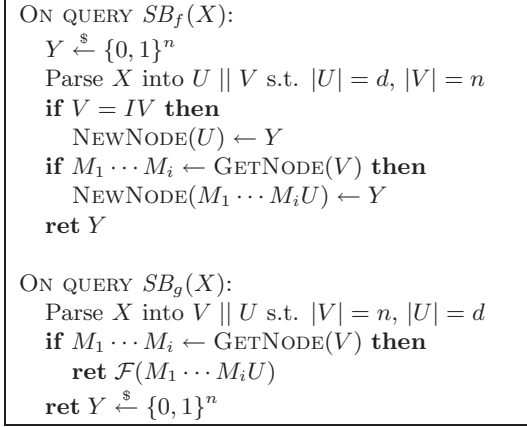 ON QUERY SB_f(X):
Y ←$ {0, 1}^n
Parse X into U || V s.t. |U| = d, |V| = n
if V = IV then
NEWNODE(U) ← Y
if M_1 ⋯ M_i ← GETNODE(V) then
NEWNODE(M_1 ⋯ M_iU) ← Y
ret Y
ON QUERY SB_g(X):
Parse X into V || U s.t. |V| = n, |U| = d
if M_1 ⋯ M_i ← GETNODE(V) then
ret ℱ(M_1 ⋯ M_iU)
ret Y ←$ {0, 1}^n